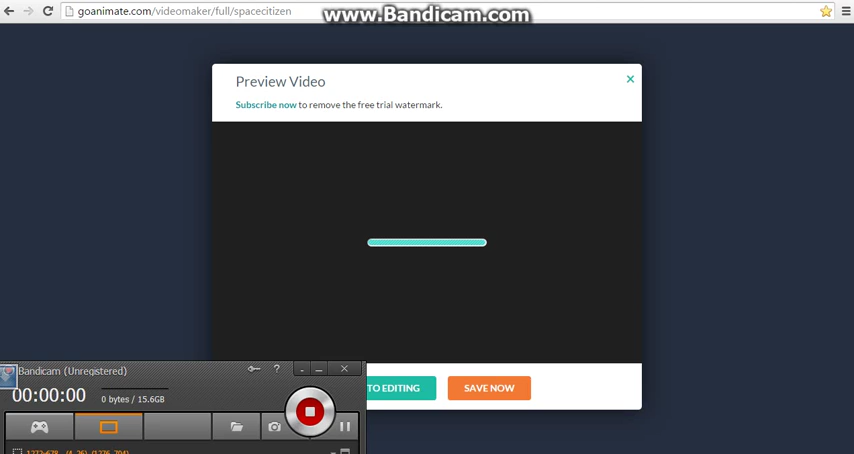 goanimate.com/videomaker/full/spacecitizen
www.Bandicam.com
Preview Video
×
Subscribe now to remove the free trial watermark.
Bandicam (Unregistered)
?
00:00:00
0 bytes / 15.6GB
TO EDITING
SAVE NOW